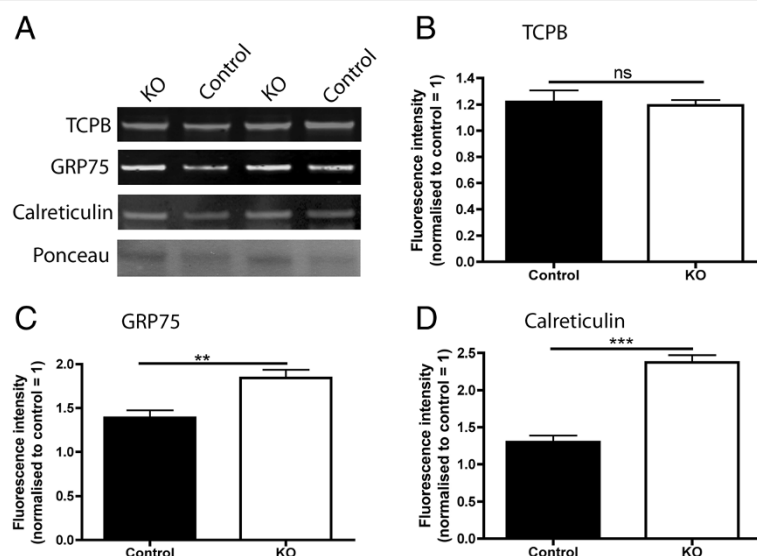 A
KO Control KO Control
TCPB
GRP75
Calreticulin
Ponceau
B
TCPB
Fluorescence intensity
(normalised to control = 1)
1.4
1.2
1.0
0.8
0.6
0.4
0.2
0.0
ns
Control KO
C
GRP75
Fluorescence intensity
(normalised to control = 1)
2.0
1.5
1.0
0.5
0.0
**
Control KO
D
Calreticulin
Fluorescence intensity
(normalised to control = 1)
2.5
2.0
1.5
1.0
0.5
0.0
***
Control KO